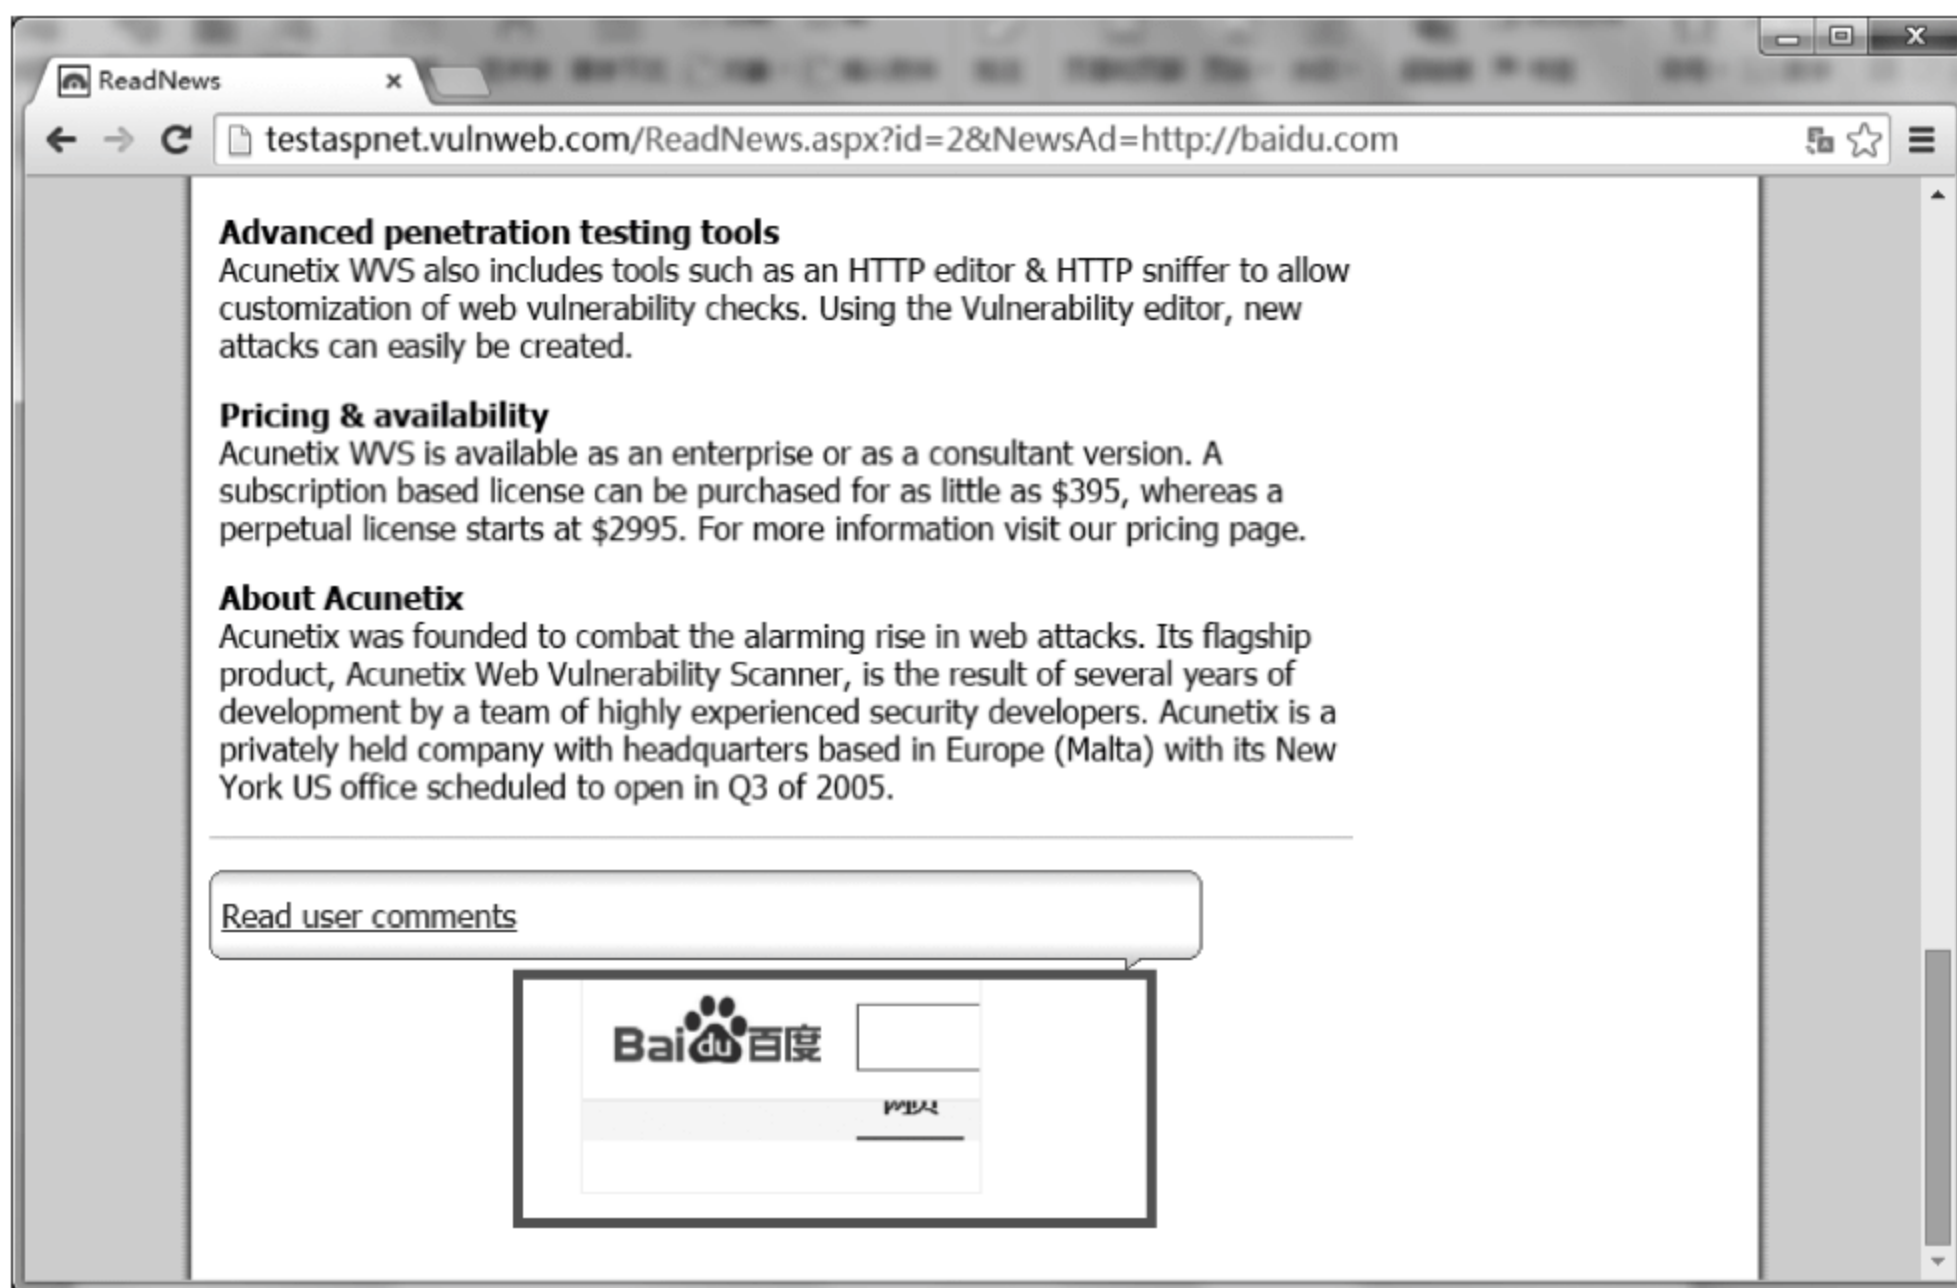 ReadNews
testaspnet.vulnweb.com/ReadNews.aspx?id=2&NewsAd=http://baidu.com
Advanced penetration testing tools
Acunetix WVS also includes tools such as an HTTP editor & HTTP sniffer to allow
customization of web vulnerability checks. Using the Vulnerability editor, new
attacks can easily be created.
Pricing & availability
Acunetix WVS is available as an enterprise or as a consultant version. A
subscription based license can be purchased for as little as $395, whereas a
perpetual license starts at $2995. For more information visit our pricing page.
About Acunetix
Acunetix was founded to combat the alarming rise in web attacks. Its flagship
product, Acunetix Web Vulnerability Scanner, is the result of several years of
development by a team of highly experienced security developers. Acunetix is a
privately held company with headquarters based in Europe (Malta) with its New
York US office scheduled to open in Q3 of 2005.
Read user comments
Baidu百度
网页